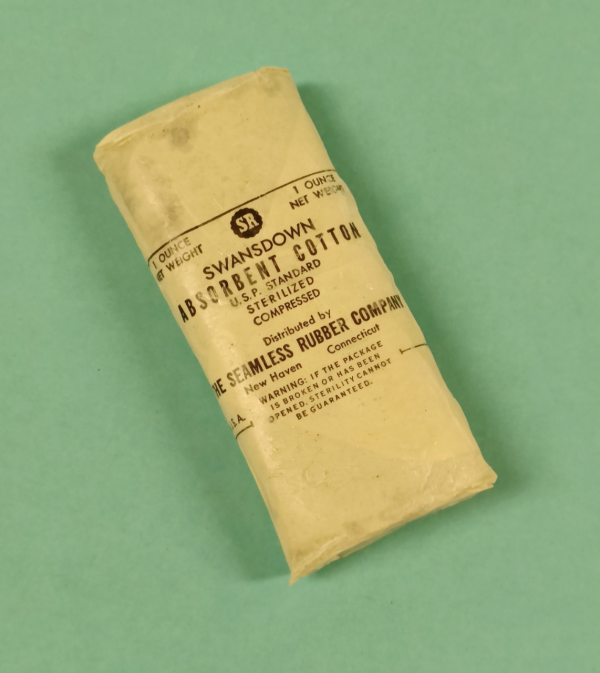 1 OUNCE
NET WEIGHT
1 OUNCE
NET WEIGHT
SR
SWANSDOWN
ABSORBENT COTTON
U.S.P. STANDARD
STERILIZED
COMPRESSED
Distributed by
THE SEAMLESS RUBBER COMPANY
New Haven Connecticut
WARNING: IF THE PACKAGE
IS BROKEN OR HAS BEEN
OPENED, STERILITY CANNOT
BE GUARANTEED.
S.A.